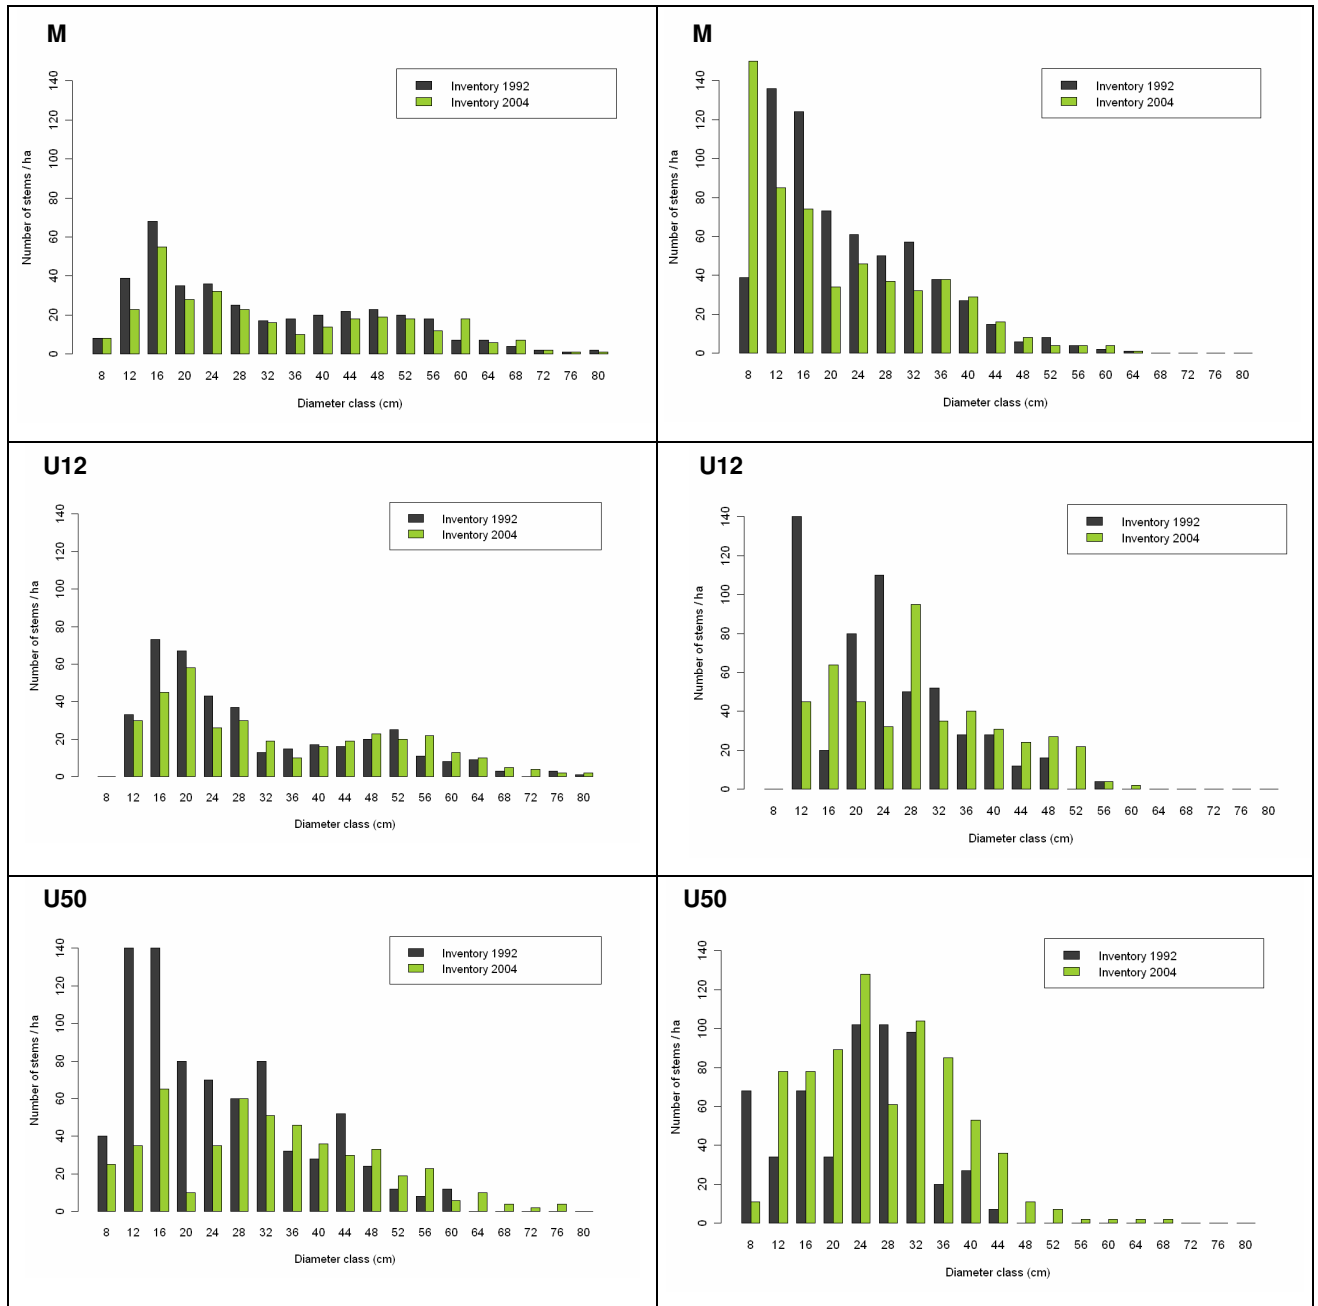 M
Inventory 1992
Inventory 2004
Number of stems / ha
0 20 40 60 80 100 120 140
8 12 16 20 24 28 32 36 40 44 48 52 56 60 64 68 72 76 80
Diameter class (cm)
M
Inventory 1992
Inventory 2004
Number of stems / ha
0 20 40 60 80 100 120 140
8 12 16 20 24 28 32 36 40 44 48 52 56 60 64 68 72 76 80
Diameter class (cm)
U12
Inventory 1992
Inventory 2004
Number of stems / ha
0 20 40 60 80 100 120 140
8 12 16 20 24 28 32 36 40 44 48 52 56 60 64 68 72 76 80
Diameter class (cm)
U12
Inventory 1992
Inventory 2004
Number of stems / ha
0 20 40 60 80 100 120 140
8 12 16 20 24 28 32 36 40 44 48 52 56 60 64 68 72 76 80
Diameter class (cm)
U50
Inventory 1992
Inventory 2004
Number of stems / ha
0 20 40 60 80 100 120 140
8 12 16 20 24 28 32 36 40 44 48 52 56 60 64 68 72 76 80
Diameter class (cm)
U50
Inventory 1992
Inventory 2004
Number of stems / ha
0 20 40 60 80 100 120 140
8 12 16 20 24 28 32 36 40 44 48 52 56 60 64 68 72 76 80
Diameter class (cm)